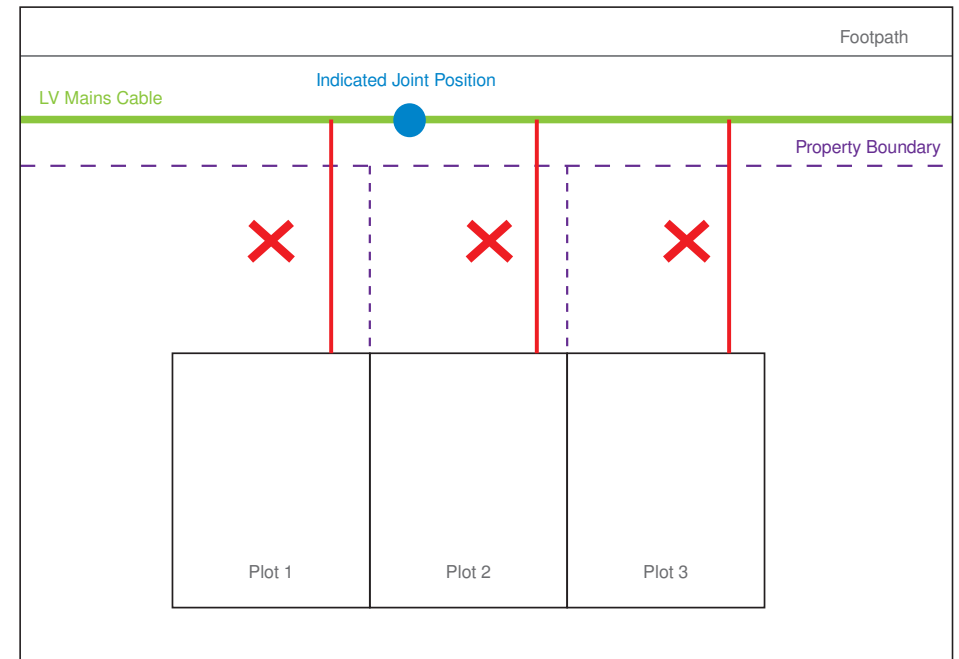 Footpath
Indicated Joint Position
LV Mains Cable
Property Boundary
Plot 1
Plot 2
Plot 3